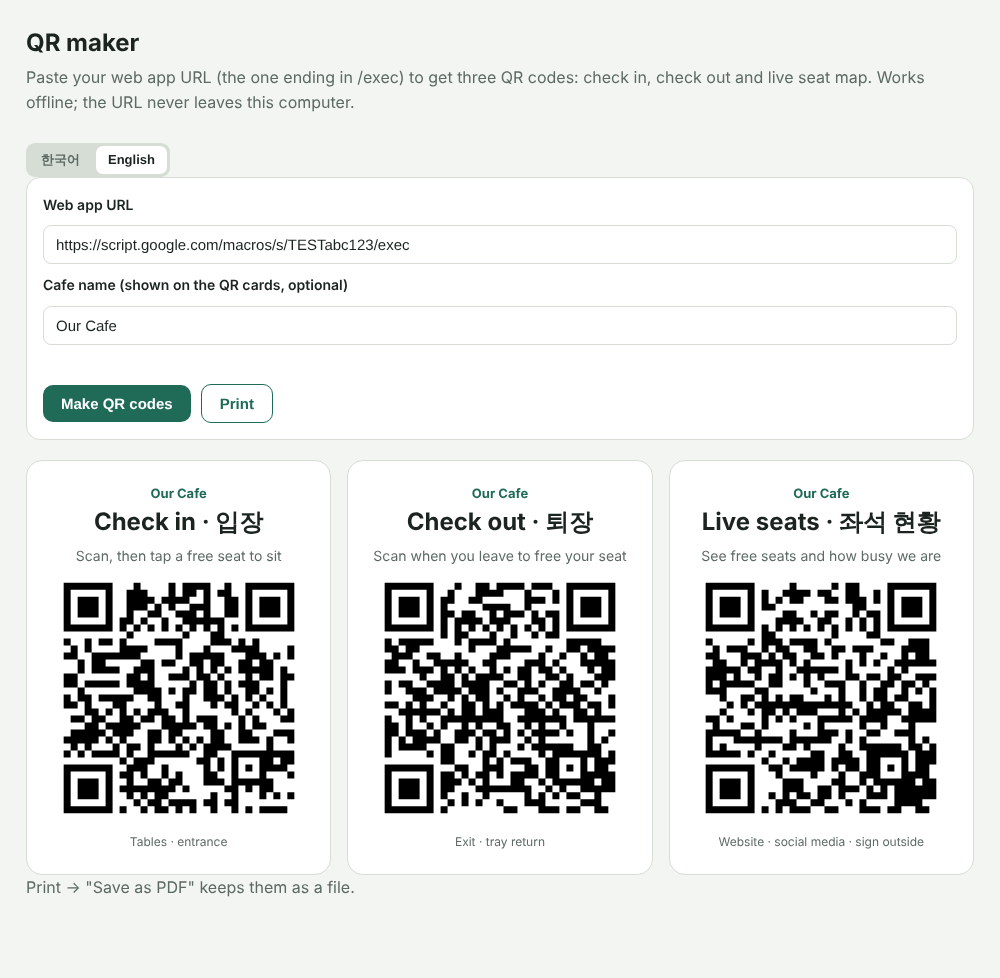 QR maker
Paste your web app URL (the one ending in /exec) to get three QR codes: check in, check out and live seat map. Works
offline; the URL never leaves this computer.
한국어 English
Web app URL
https://script.google.com/macros/s/TESTabc123/exec
Cafe name (shown on the QR cards, optional)
Our Cafe
Make QR codes Print
Our Cafe
Check in · 입장
Scan, then tap a free seat to sit
Tables · entrance
Our Cafe
Check out · 퇴장
Scan when you leave to free your seat
Exit · tray return
Our Cafe
Live seats · 좌석 현황
See free seats and how busy we are
Website · social media · sign outside
Print → "Save as PDF" keeps them as a file.